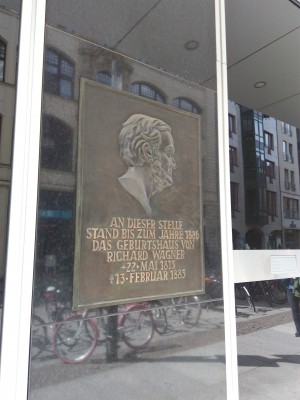 AN DIESER STELLE
STAND BIS ZUM JAHRE 1886
DAS GEBURTSHAUS VON
RICHARD WAGNER
*22·MAI 1813
+13·FEBRUAR 1883